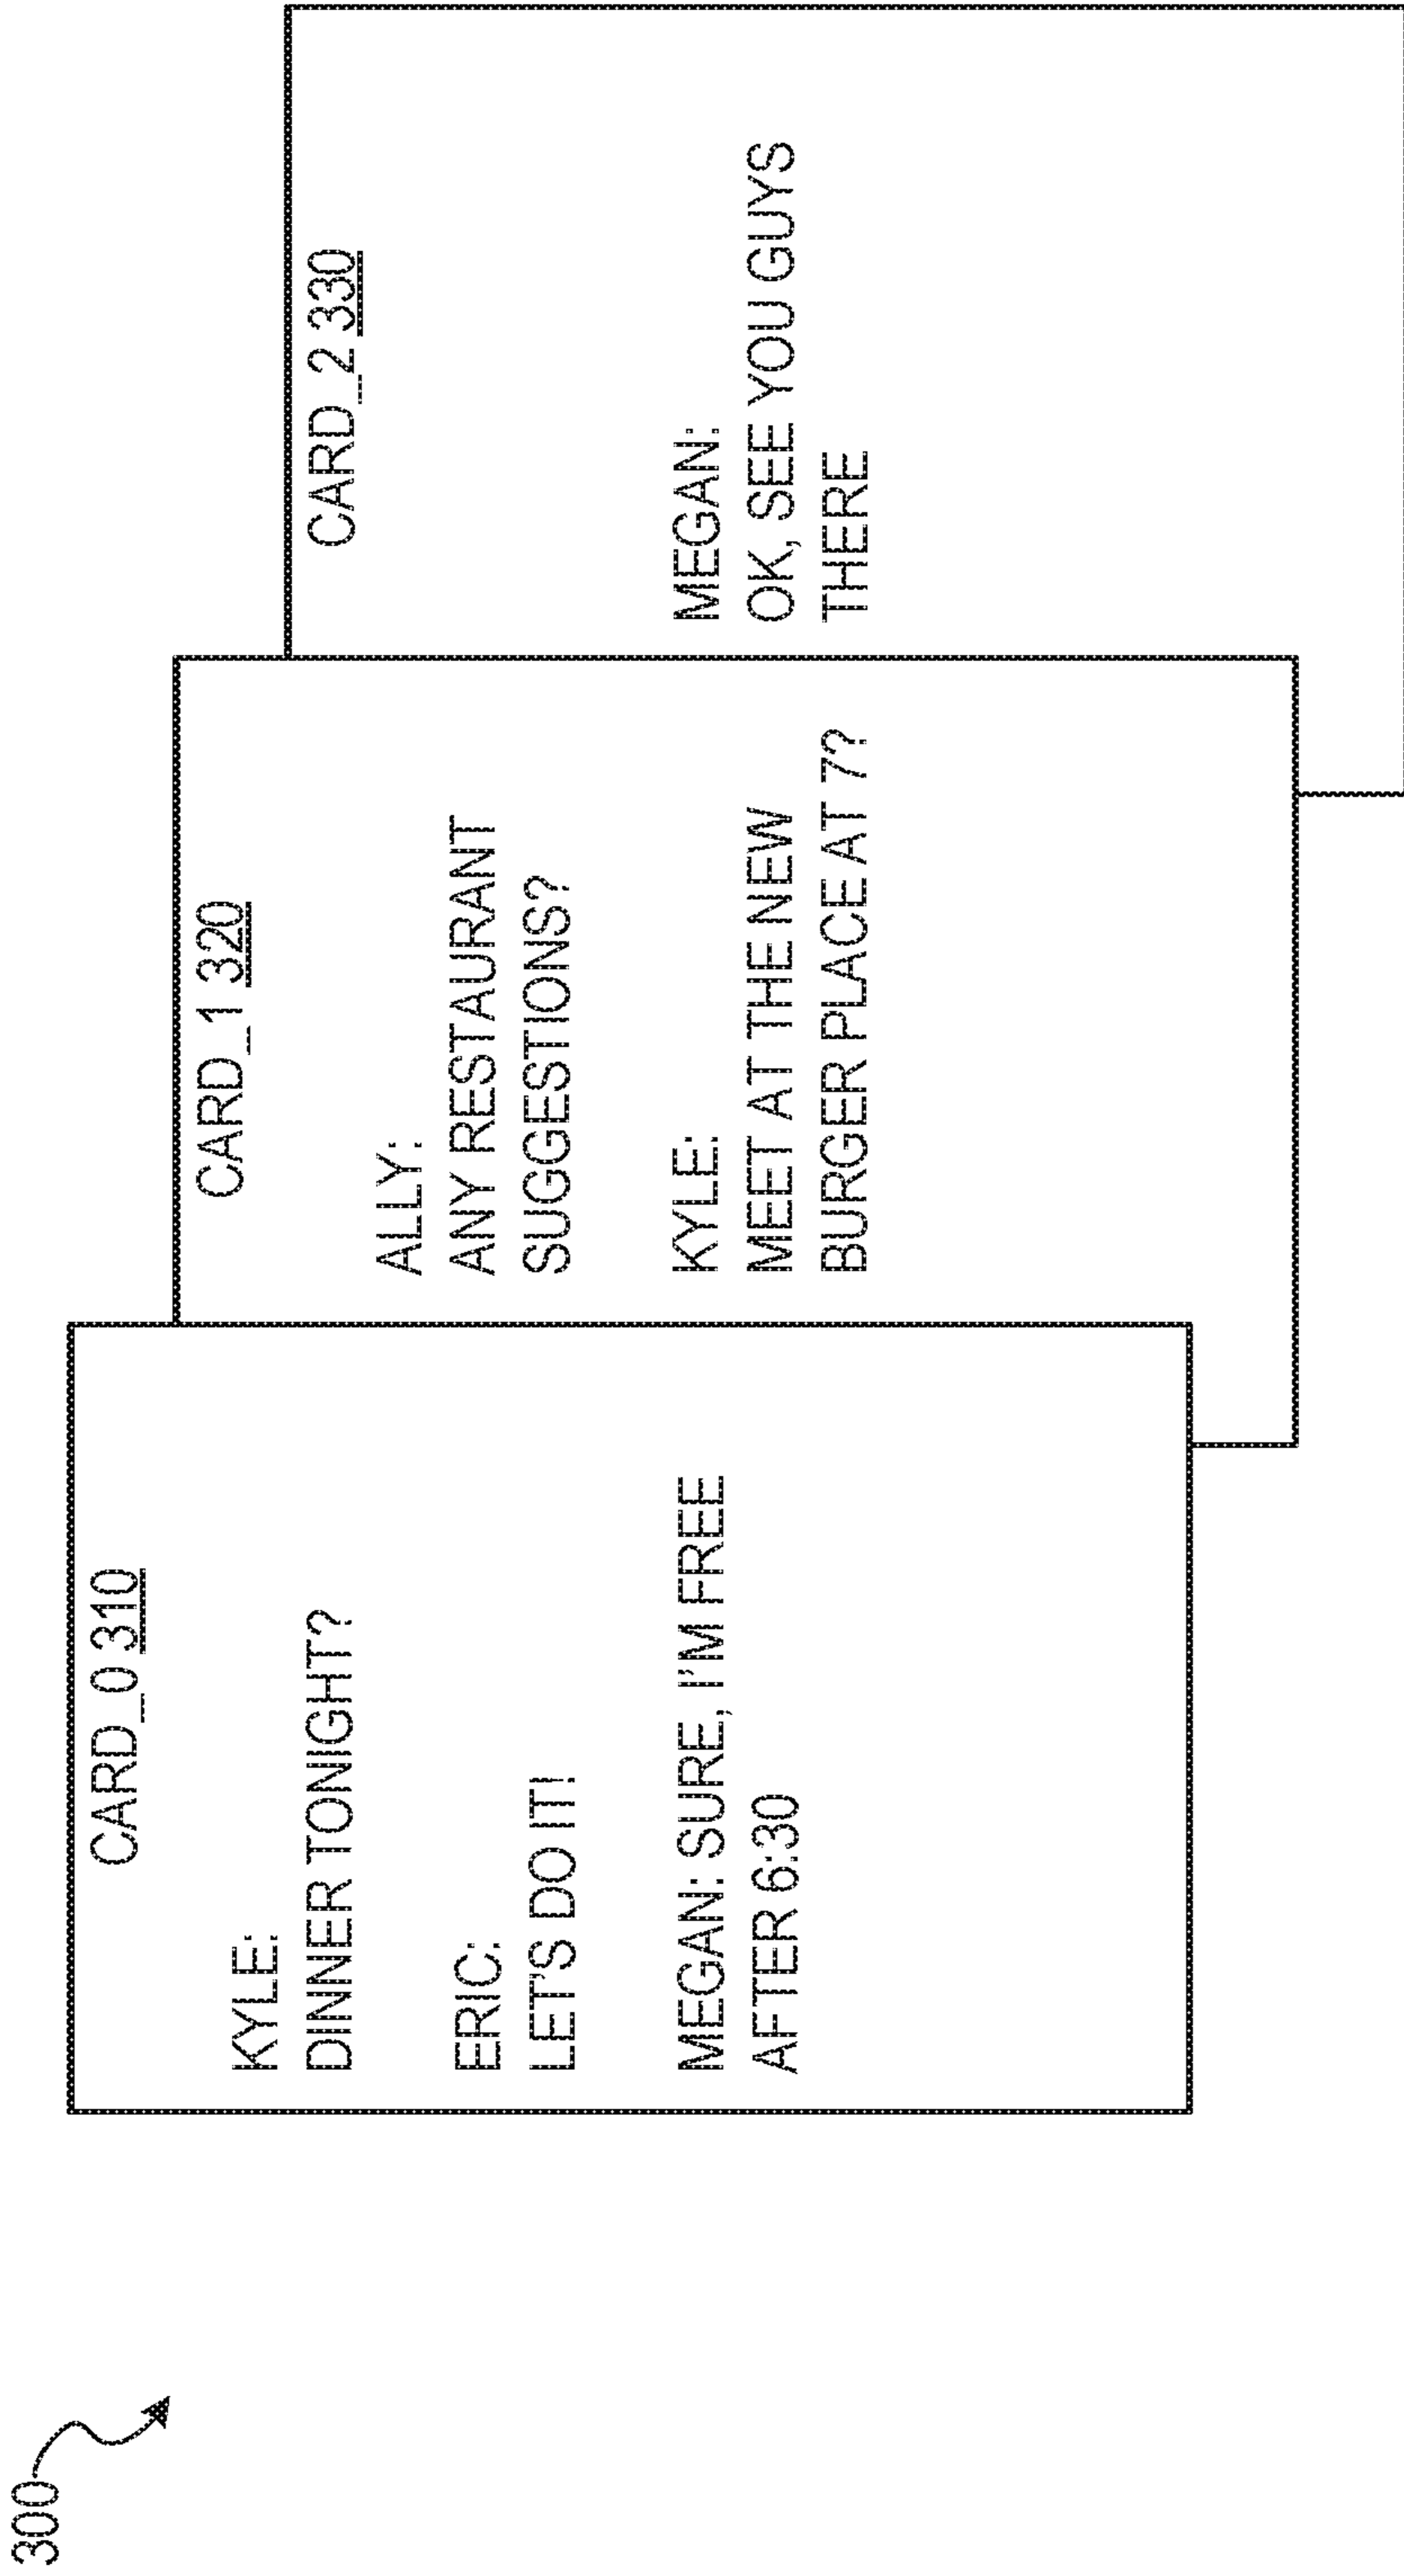 300
CARD_0 310
KYLE:
DINNER TONIGHT?
ERIC:
LET'S DO IT!
MEGAN: SURE, I'M FREE
AFTER 6:30
CARD_1 320
ALLY:
ANY RESTAURANT
SUGGESTIONS?
KYLE:
MEET AT THE NEW
BURGER PLACE AT 7?
CARD_2 330
MEGAN:
OK, SEE YOU GUYS
THERE